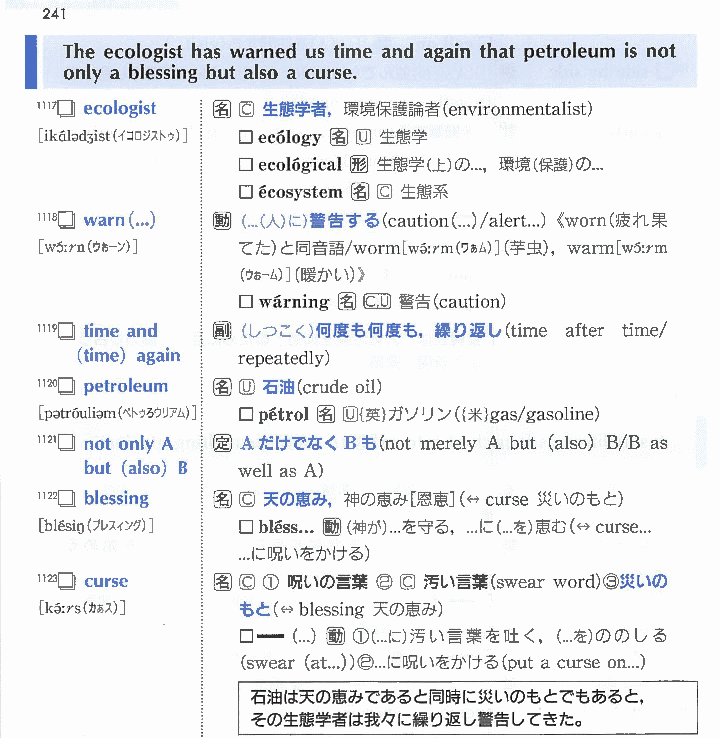 241
The ecologist has warned us time and again that petroleum is not
only a blessing but also a curse.
1117□ ecologist
[ikálədʒist(イコロジストゥ)]
名 C 生態学者, 環境保護論者(environmentalist)
□ ecólogy 名 U 生態学
□ ecológical 形 生態学(上)の…, 環境(保護)の…
□ écosystem 名 C 生態系
1118□ warn(…)
[wɔ́ːrn(ウぉーン)]
動 (…(人)に)警告する(caution(…)/alert…)《worn(疲れ果
てた)と同音語/worm[wə́ːrm(ワぁム)](芋虫), warm[wɔ́ːrm
(ウぉーム)](暖かい)》
□ wárning 名 C,U 警告(caution)
1119□ time and
(time) again
副 (しつこく)何度も何度も, 繰り返し(time after time/
repeatedly)
1120□ petroleum
[pətróuliəm(ペトゥろウリアム)]
名 U 石油(crude oil)
□ pétrol 名 U{英}ガソリン({米}gas/gasoline)
1121□ not only A
but (also) B
定 AだけでなくBも(not merely A but (also) B/B as
well as A)
1122□ blessing
[blésiŋ(ブレスィング)]
名 C 天の恵み, 神の恵み[恩恵](↔ curse 災いのもと)
□ bléss… 動 (神が)…を守る, …に(…を)恵む(↔ curse…
…に呪いをかける)
1123□ curse
[kə́ːrs(カぁス)]
名 C ① 呪いの言葉 ② C 汚い言葉(swear word)③災いの
もと(↔ blessing 天の恵み)
□━ (…) 動 ①(…に)汚い言葉を吐く, (…を)ののしる
(swear (at…))②…に呪いをかける(put a curse on…)
石油は天の恵みであると同時に災いのもとでもあると,
その生態学者は我々に繰り返し警告してきた。